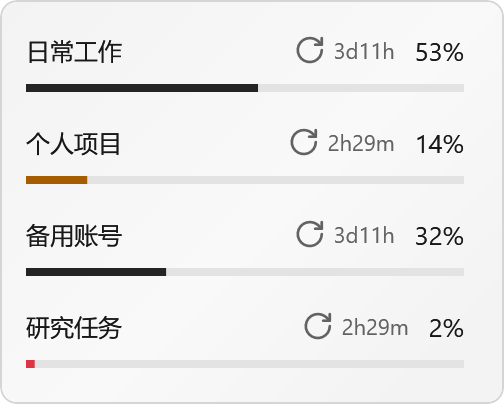 日常工作 3d11h 53%
个人项目 2h29m 14%
备用账号 3d11h 32%
研究任务 2h29m 2%